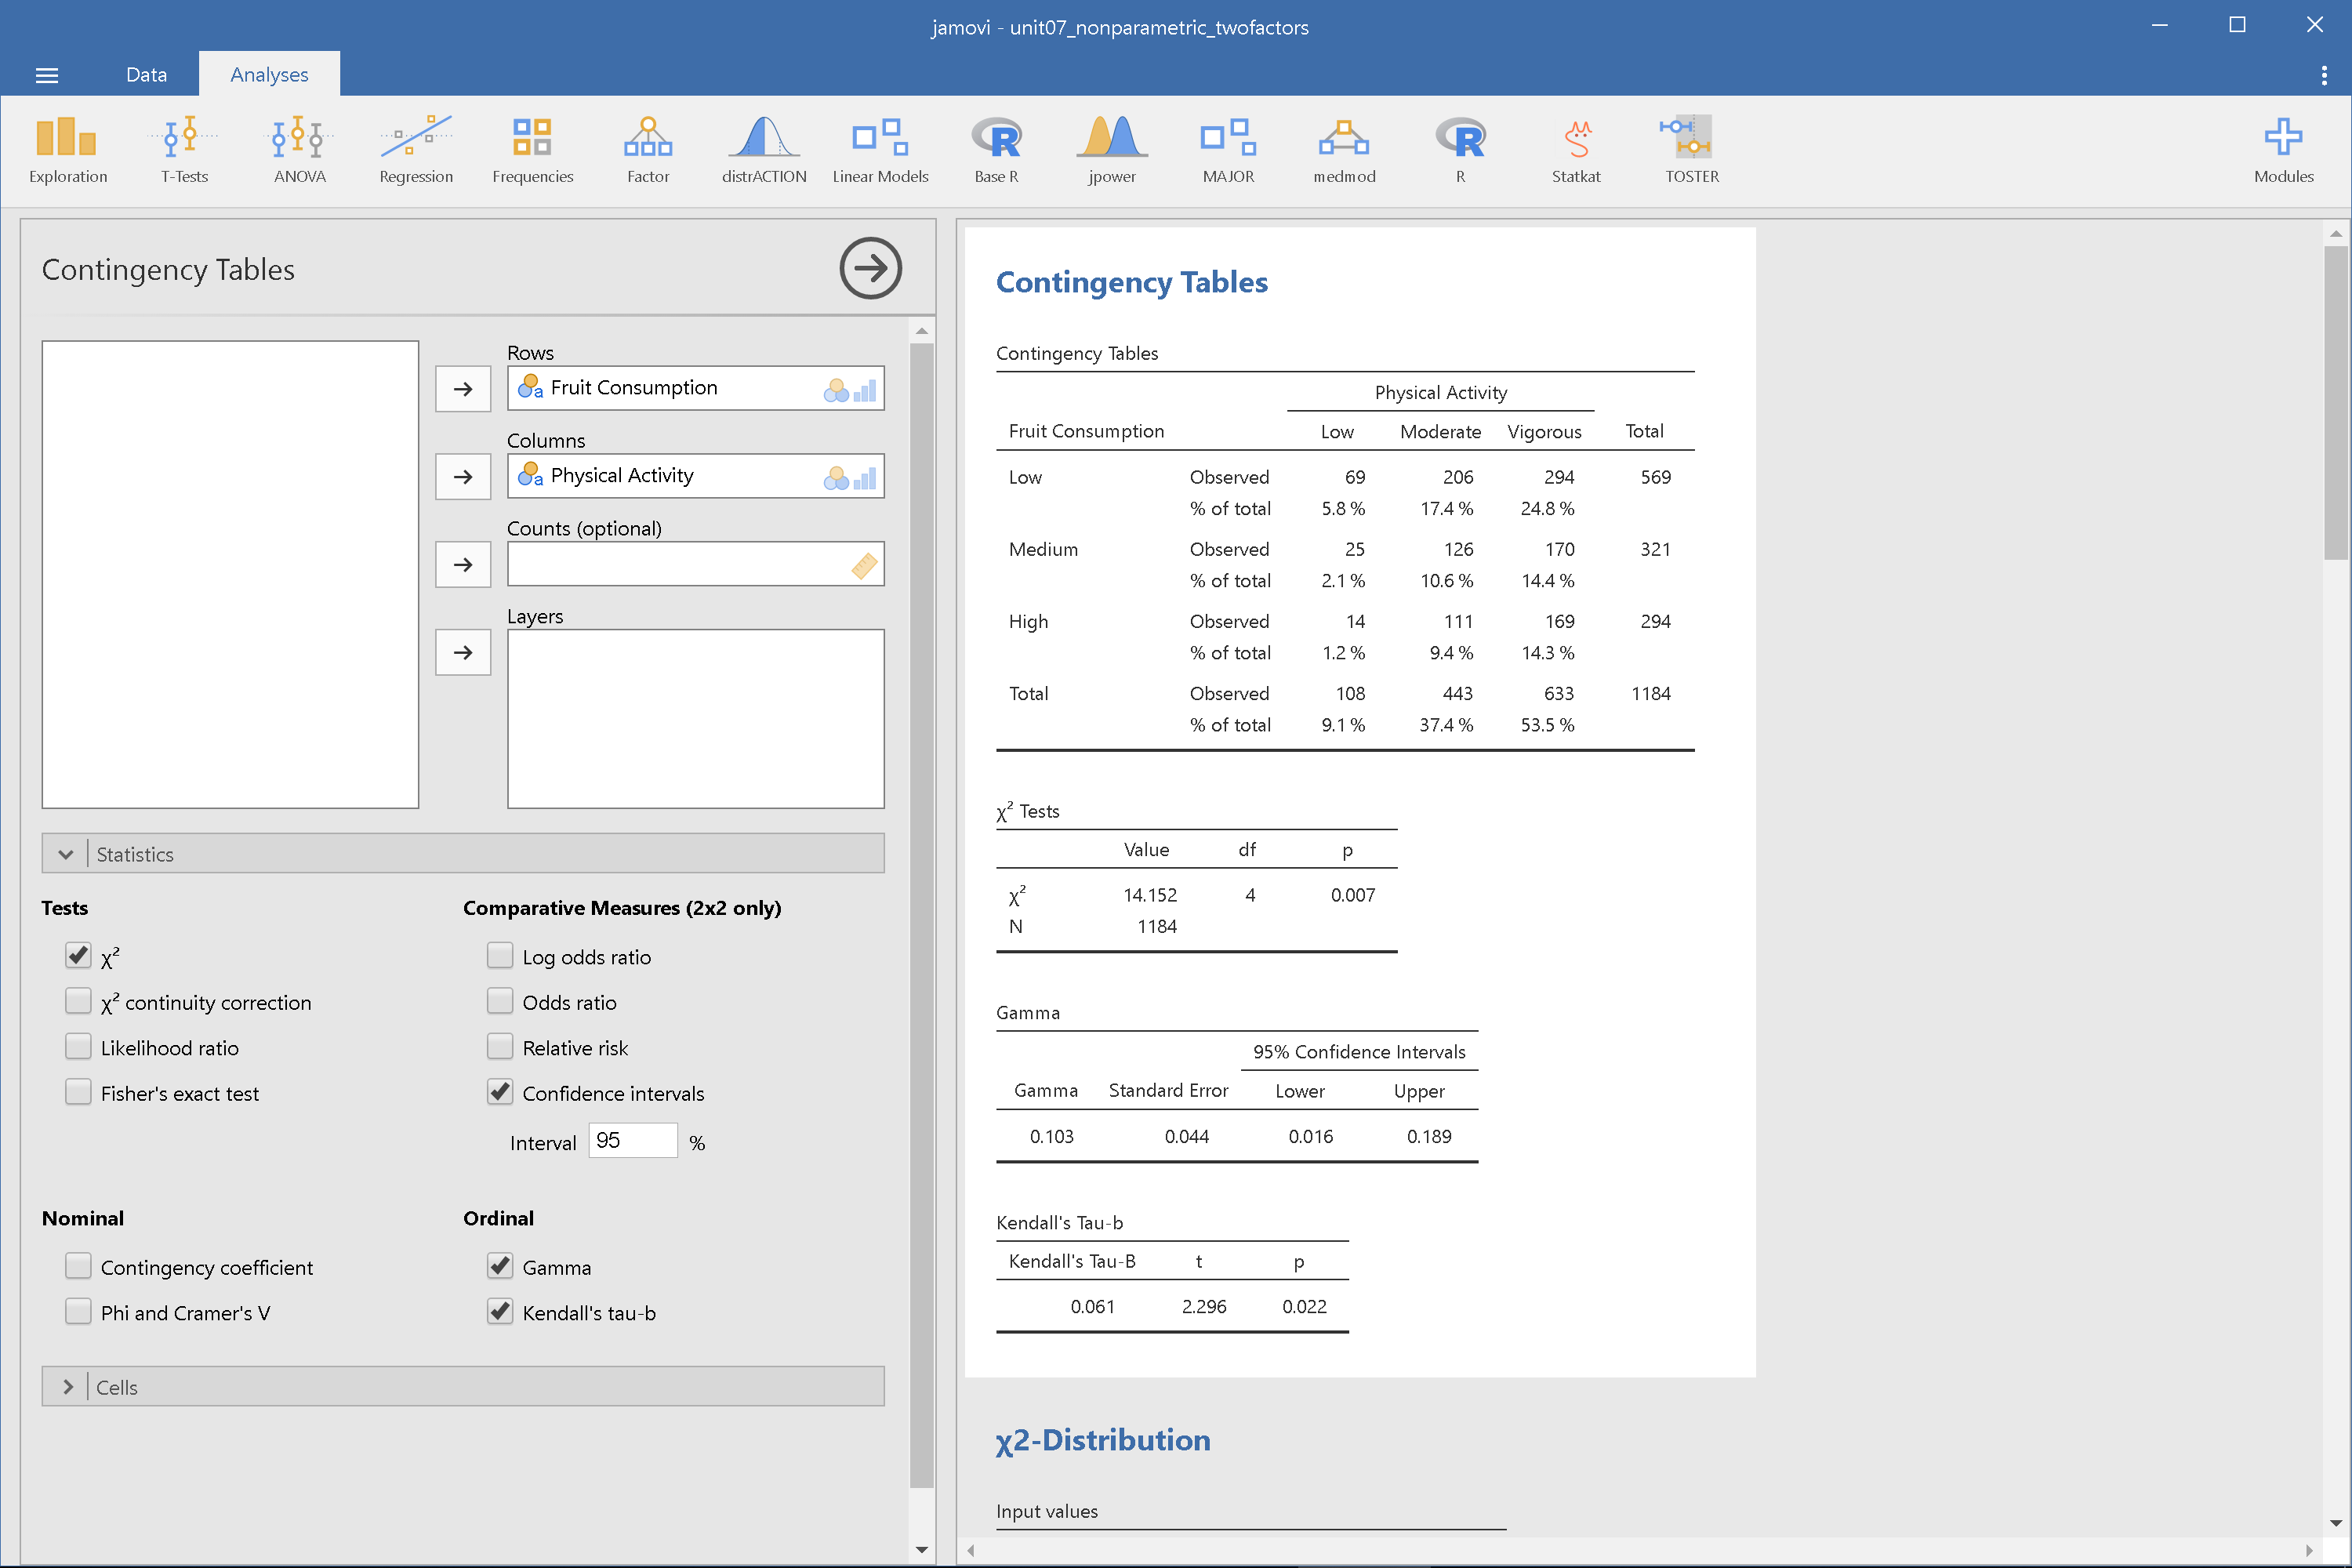 jamovi - unit07_nonparametric_twofactors
Data Analyses
Exploration T-Tests ANOVA Regression Frequencies Factor distrACTION Linear Models Base R jpower MAJOR medmod R Statkat TOSTER Modules
Contingency Tables
Rows
Fruit Consumption
Columns
Physical Activity
Counts (optional)
Layers
Statistics
Tests
χ²
χ² continuity correction
Likelihood ratio
Fisher's exact test
Comparative Measures (2x2 only)
Log odds ratio
Odds ratio
Relative risk
Confidence intervals
Interval 95 %
Nominal
Contingency coefficient
Phi and Cramer's V
Ordinal
Gamma
Kendall's tau-b
Cells
Contingency Tables
Contingency Tables
Physical Activity
Fruit Consumption Low Moderate Vigorous Total
Low Observed 69 206 294 569
% of total 5.8 % 17.4 % 24.8 %
Medium Observed 25 126 170 321
% of total 2.1 % 10.6 % 14.4 %
High Observed 14 111 169 294
% of total 1.2 % 9.4 % 14.3 %
Total Observed 108 443 633 1184
% of total 9.1 % 37.4 % 53.5 %
χ² Tests
Value df p
χ² 14.152 4 0.007
N 1184
Gamma
95% Confidence Intervals
Gamma Standard Error Lower Upper
0.103 0.044 0.016 0.189
Kendall's Tau-b
Kendall's Tau-B t p
0.061 2.296 0.022
χ2-Distribution
Input values